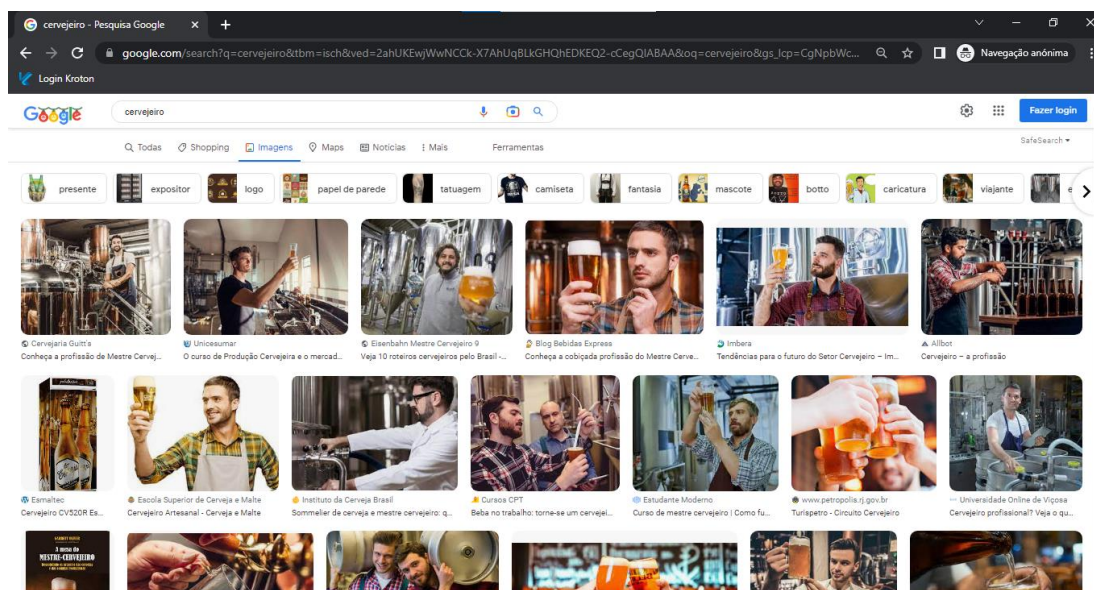 cervejeiro - Pesquisa Google
google.com/search?q=cervejeiro&tbm=isch&ved=2ahUKEwjWwNCCk-X7AhUqBLkGHQhEDKEQ2-cCegQIABAA&oq=cervejeiro&gs_lcp=CgNpbWc...
Navegação anônima
Login Kroton
Google
cervejeiro
Fazer login
Todas Shopping Imagens Maps Notícias Mais Ferramentas
SafeSearch
presente expositor logo papel de parede tatuagem camiseta fantasia mascote botto caricatura viajante e
Cervejaria Guitt's
Conheça a profissão de Mestre Cervej...
Unicesumar
O curso de Produção Cervejeira e o mercad...
Eisenbahn Mestre Cervejeiro 9
Veja 10 roteiros cervejeiros pelo Brasil -...
Blog Bebidas Express
Conheça a cobiçada profissão do Mestre Cerve...
Imbera
Tendências para o futuro do Setor Cervejeiro – Im...
Allbot
Cervejeiro – a profissão
Esmaltec
Cervejeiro CV520R Es...
Escola Superior de Cerveja e Malte
Cervejeiro Artesanal - Cerveja e Malte
Instituto da Cerveja Brasil
Sommelier de cerveja e mestre cervejeiro: q...
Cursos CPT
Beba no trabalho: torne-se um cervejei...
Estudante Moderno
Curso de mestre cervejeiro | Como fu...
www.petropolis.rj.gov.br
Turispetro - Circuito Cervejeiro
Universidade Online de Viçosa
Cervejeiro profissional? Veja o qu...
A mesa do
MESTRE-CERVEJEIRO